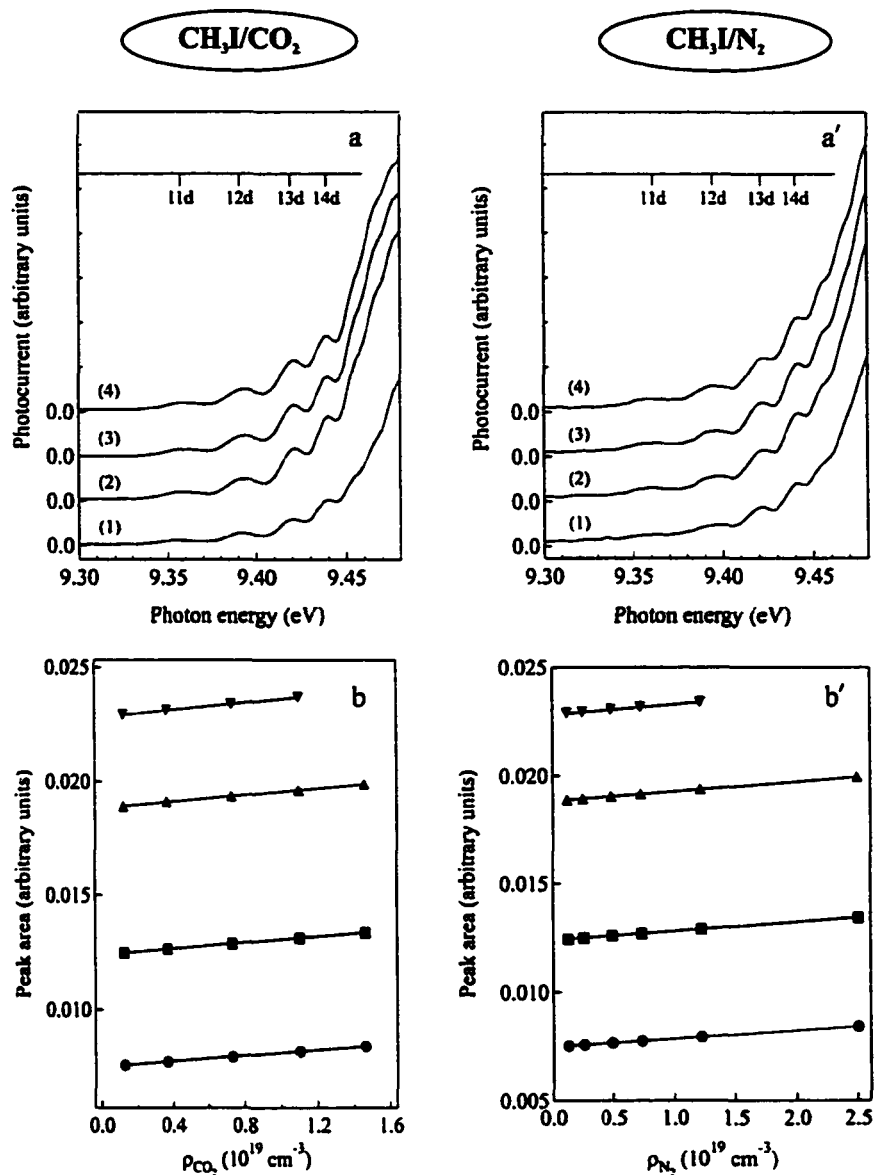 CH₃I/CO₂
CH₃I/N₂
a
11d 12d 13d 14d
Photocurrent (arbitrary units)
(4)
0.0
(3)
0.0
(2)
0.0
(1)
0.0
9.30 9.35 9.40 9.45
Photon energy (eV)
a'
11d 12d 13d 14d
Photocurrent (arbitrary units)
(4)
0.0
(3)
0.0
(2)
0.0
(1)
0.0
9.30 9.35 9.40 9.45
Photon energy (eV)
b
Peak area (arbitrary units)
0.025
0.020
0.015
0.010
0.0 0.4 0.8 1.2 1.6
ρCO₂ (10¹⁹ cm⁻³)
b'
Peak area (arbitrary units)
0.025
0.020
0.015
0.010
0.005
0.0 0.5 1.0 1.5 2.0 2.5
ρN₂ (10¹⁹ cm⁻³)